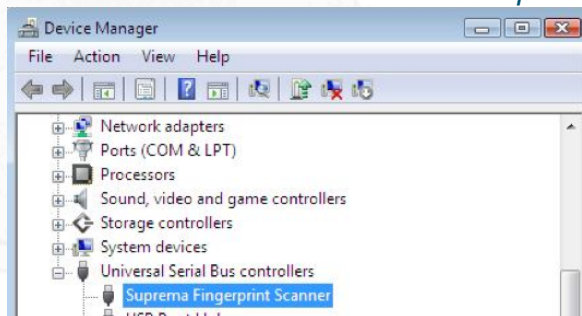 Device Manager
File Action View Help
Network adapters
Ports (COM & LPT)
Processors
Sound, video and game controllers
Storage controllers
System devices
Universal Serial Bus controllers
Suprema Fingerprint Scanner